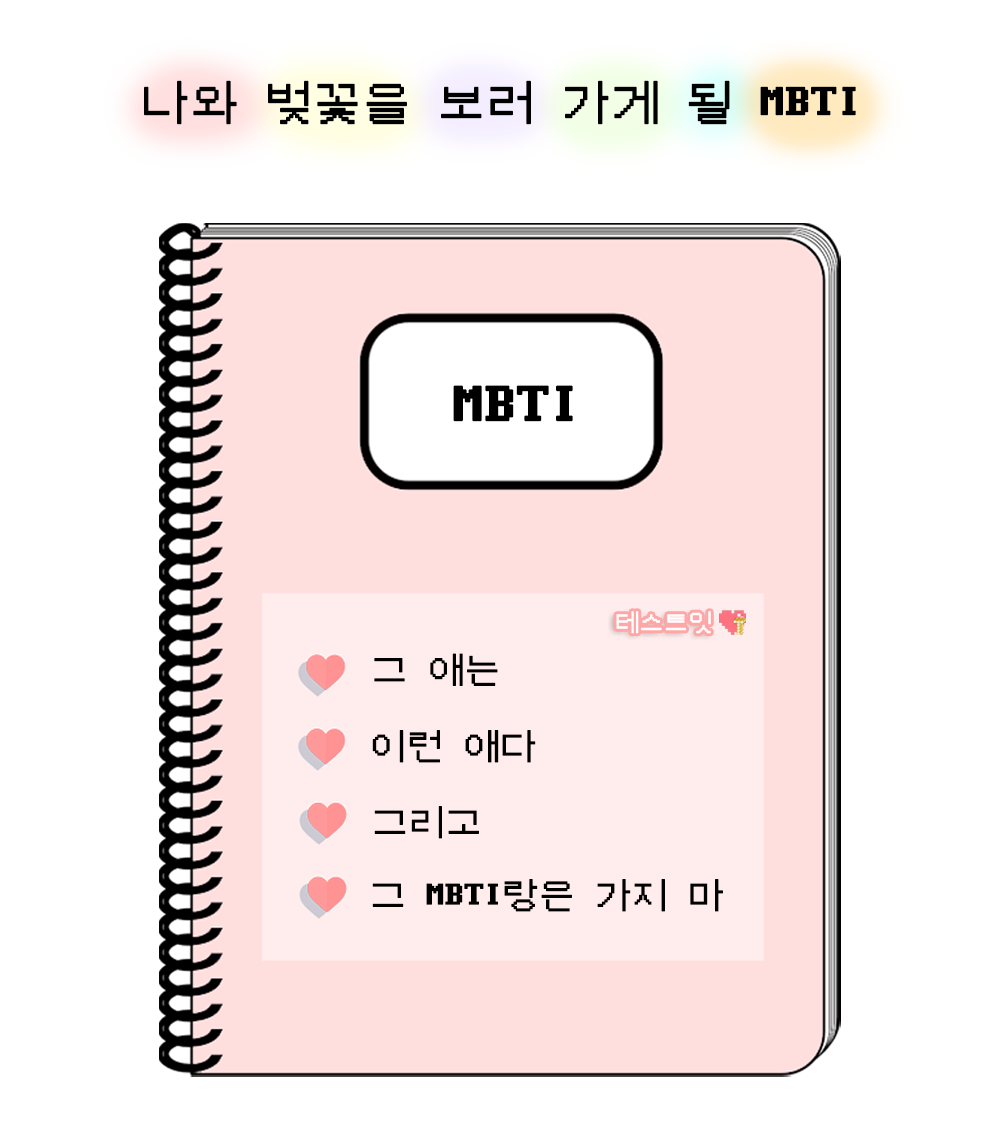 나와 벚꽃을 보러 가게 될 MBTI
MBTI
테스트잇
그 애는
이런 애다
그리고
그 MBTI랑은 가지 마